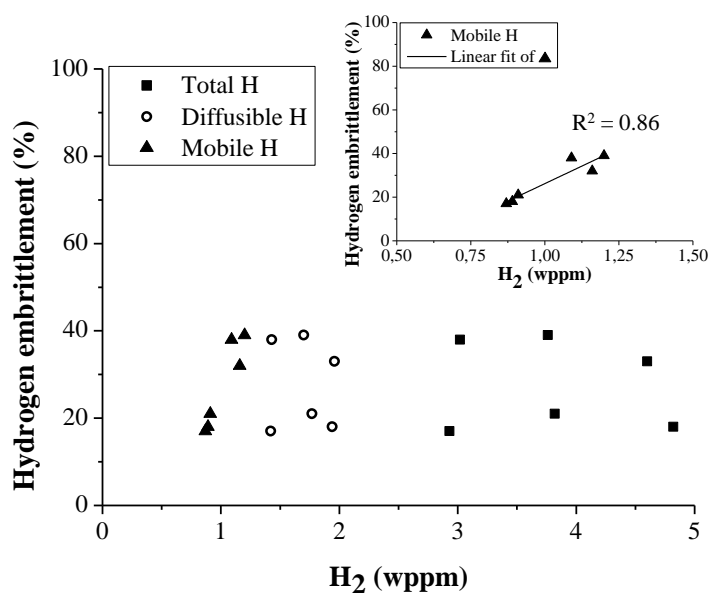 100
80
60
40
20
0
Hydrogen embrittlement (%)
0 1 2 3 4 5
H2 (wppm)
Total H
Diffusible H
Mobile H
100
80
60
40
20
0
Hydrogen embrittlement (%)
Mobile H
Linear fit of ▲
R² = 0.86
0,50 0,75 1,00 1,25 1,50
H2 (wppm)